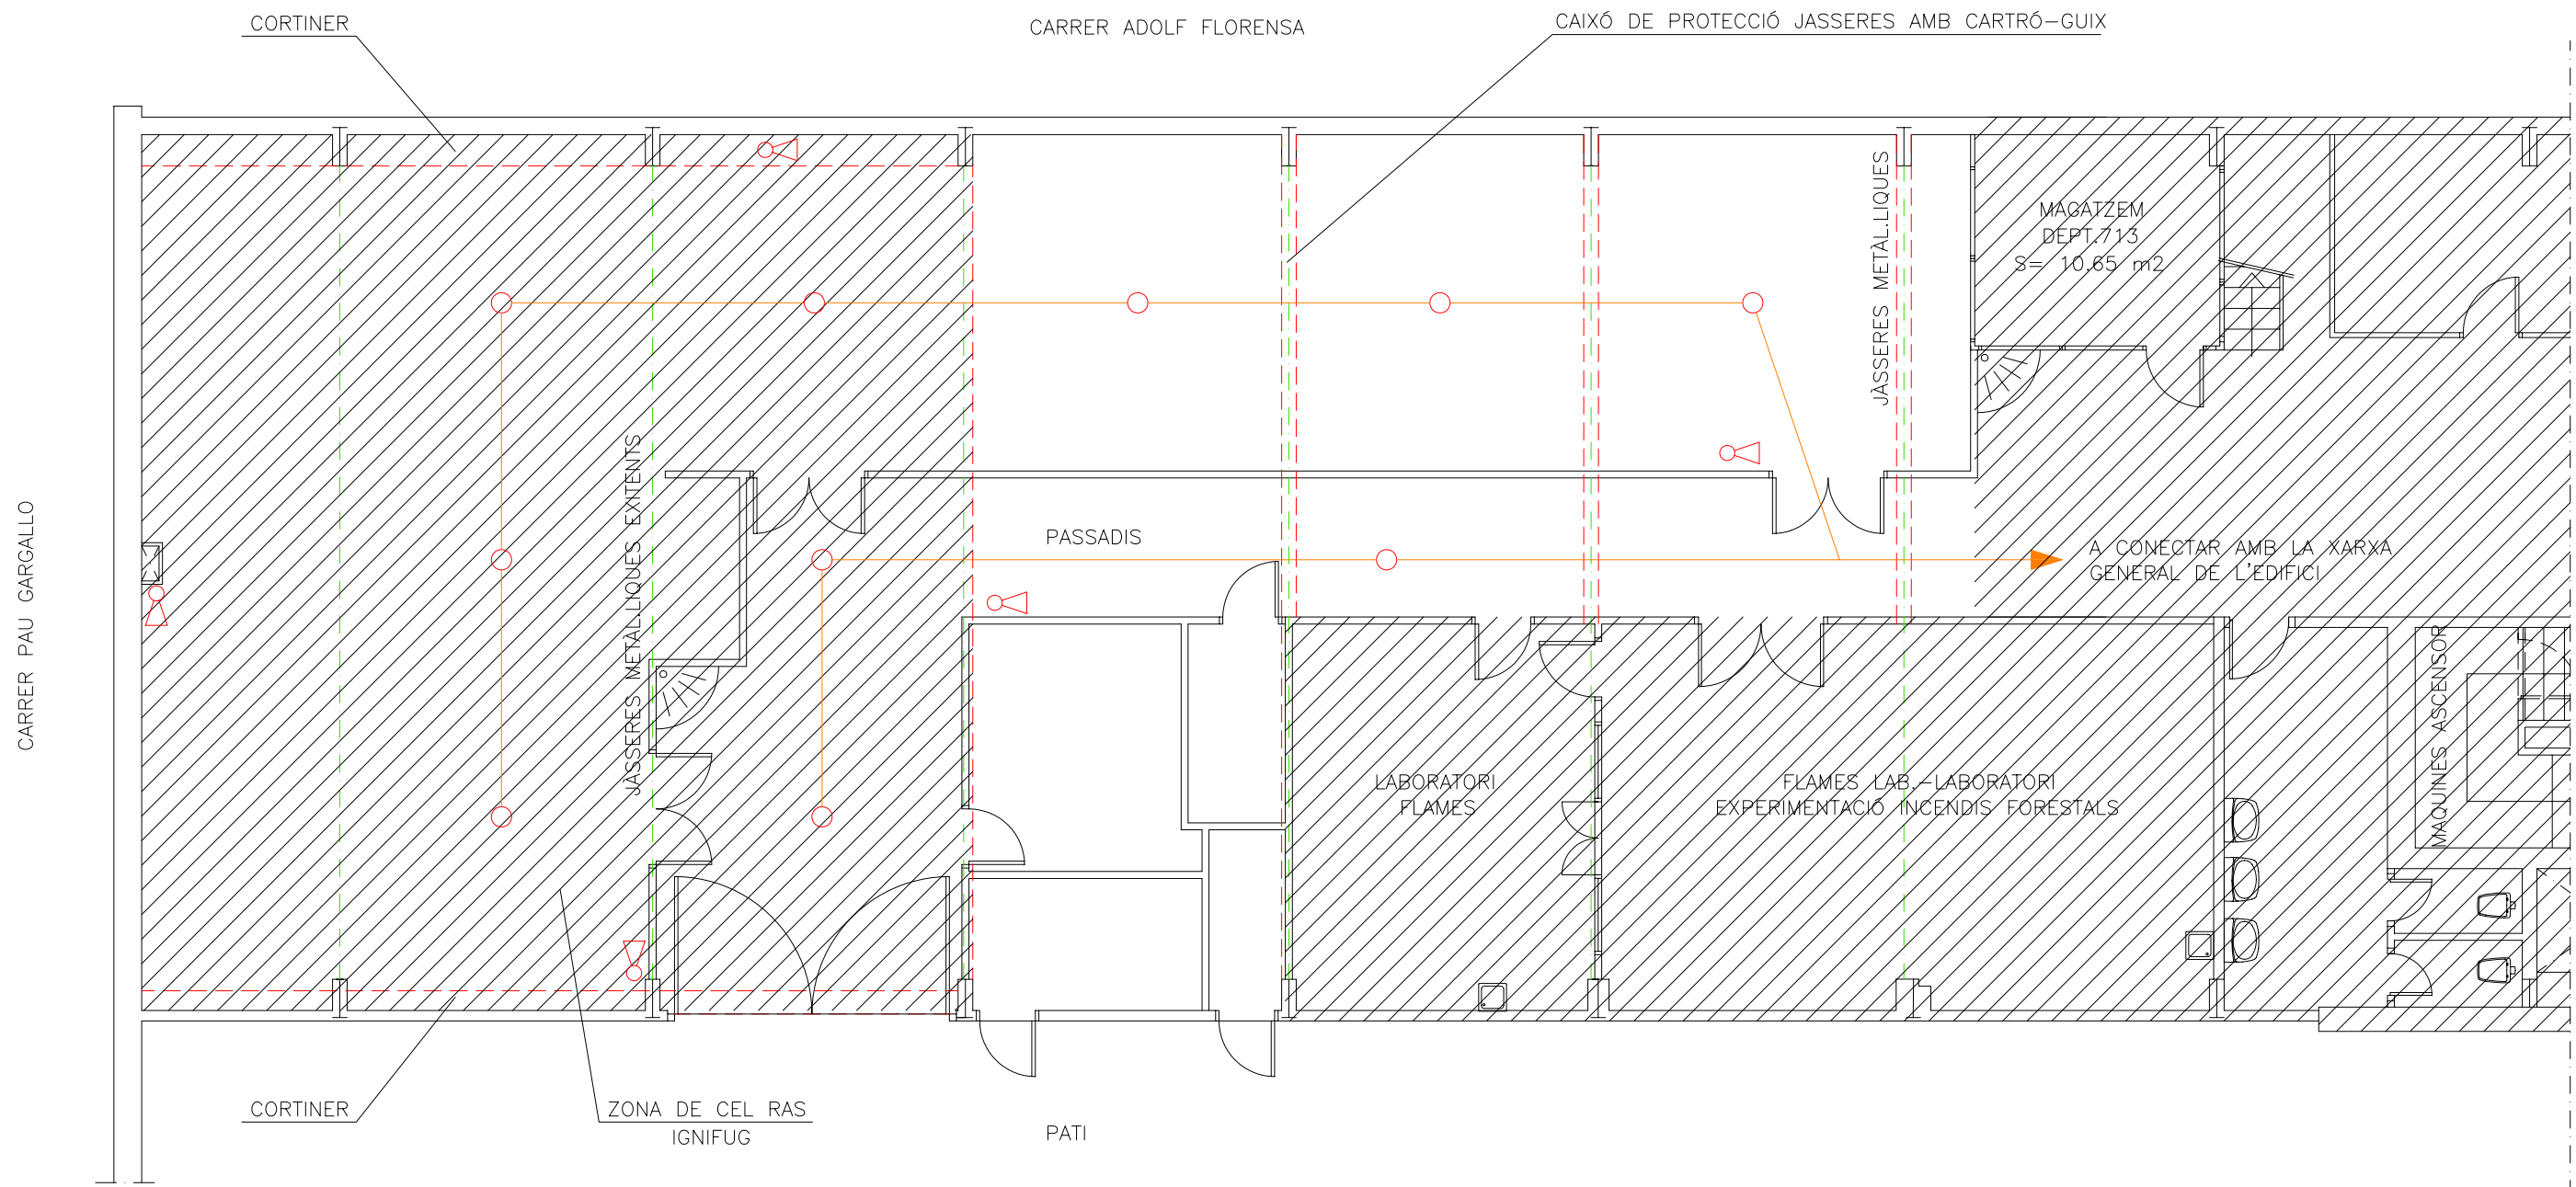 CORTINER
CARRER ADOLF FLORENSA
CAIXÓ DE PROTECCIÓ JASSERES AMB CARTRÓ-GUIX
MAGATZEM
DEPT.713
S= 10.65 m2
JÀSSERES METÀL.LIQUES
JÀSSERES METÀL.LIQUES EXITENTS
CARRER PAU GARGALLO
PASSADIS
A CONECTAR AMB LA XARXA
GENERAL DE L'EDIFICI
LABORATORI
FLAMES
FLAMES LAB.-LABORATORI
EXPERIMENTACIÓ INCENDIS FORESTALS
MAQUINES ASCENSOR
CORTINER
ZONA DE CEL RAS
IGNIFUG
PATI